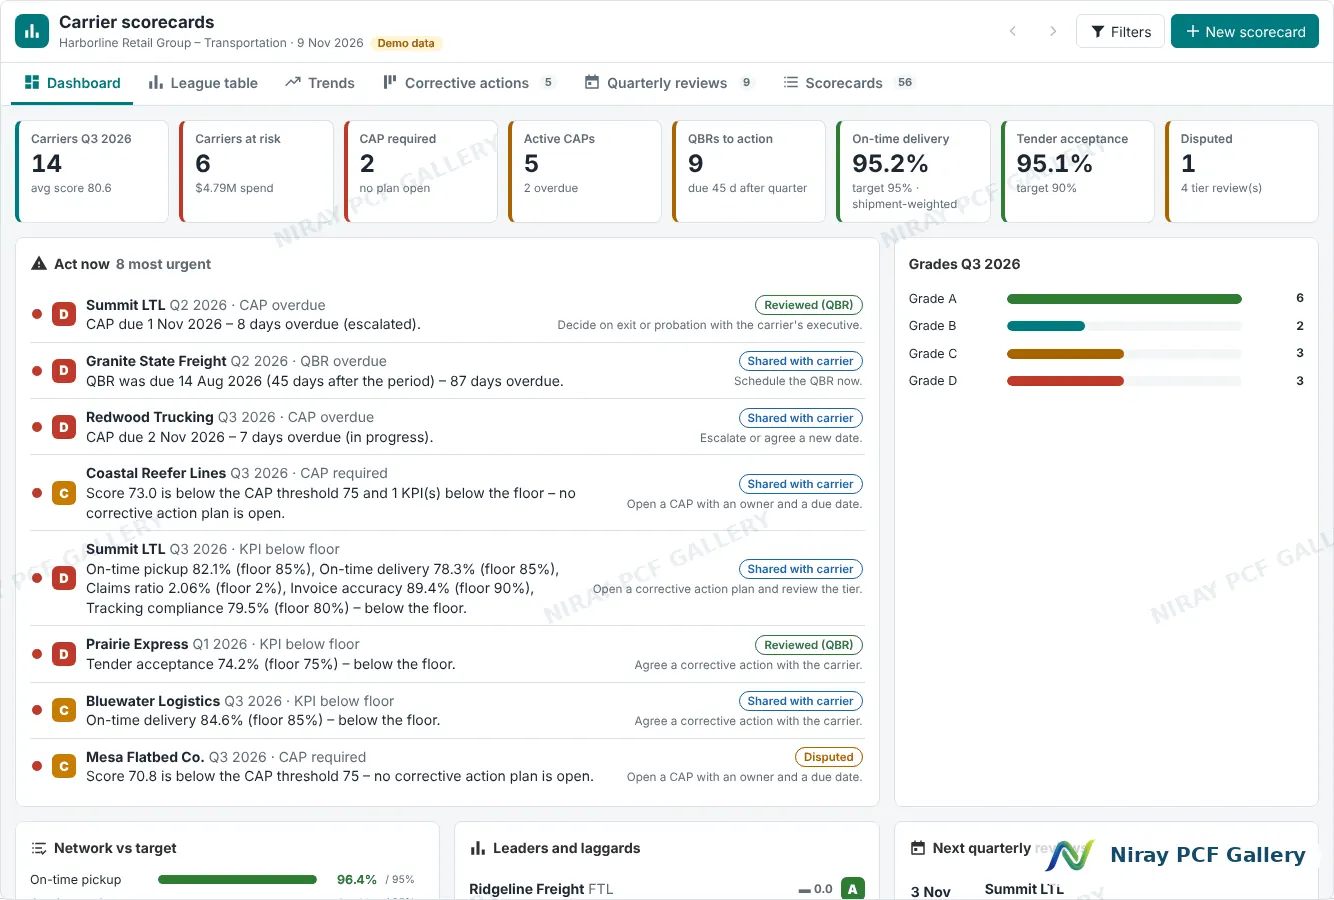 Carrier scorecards
Harborline Retail Group – Transportation · 9 Nov 2026 Demo data
Filters
New scorecard
Dashboard
League table
Trends
Corrective actions 5
Quarterly reviews 9
Scorecards 56
Carriers Q3 2026
14
avg score 80.6
Carriers at risk
6
$4.79M spend
CAP required
2
no plan open
Active CAPs
5
2 overdue
QBRs to action
9
due 45 d after quarter
On-time delivery
95.2%
target 95% ·
shipment-weighted
Tender acceptance
95.1%
target 90%
Disputed
1
4 tier review(s)
Act now 8 most urgent
D
Summit LTL Q2 2026 · CAP overdue
CAP due 1 Nov 2026 – 8 days overdue (escalated).
Reviewed (QBR)
Decide on exit or probation with the carrier's executive.
D
Granite State Freight Q2 2026 · QBR overdue
QBR was due 14 Aug 2026 (45 days after the period) – 87 days overdue.
Shared with carrier
Schedule the QBR now.
D
Redwood Trucking Q3 2026 · CAP overdue
CAP due 2 Nov 2026 – 7 days overdue (in progress).
Shared with carrier
Escalate or agree a new date.
C
Coastal Reefer Lines Q3 2026 · CAP required
Score 73.0 is below the CAP threshold 75 and 1 KPI(s) below the floor – no
corrective action plan is open.
Shared with carrier
Open a CAP with an owner and a due date.
D
Summit LTL Q3 2026 · KPI below floor
On-time pickup 82.1% (floor 85%), On-time delivery 78.3% (floor 85%),
Claims ratio 2.06% (floor 2%), Invoice accuracy 89.4% (floor 90%),
Tracking compliance 79.5% (floor 80%) – below the floor.
Shared with carrier
Open a corrective action plan and review the tier.
D
Prairie Express Q1 2026 · KPI below floor
Tender acceptance 74.2% (floor 75%) – below the floor.
Reviewed (QBR)
Agree a corrective action with the carrier.
C
Bluewater Logistics Q3 2026 · KPI below floor
On-time delivery 84.6% (floor 85%) – below the floor.
Shared with carrier
Agree a corrective action with the carrier.
C
Mesa Flatbed Co. Q3 2026 · CAP required
Score 70.8 is below the CAP threshold 75 – no corrective action plan is open.
Disputed
Open a CAP with an owner and a due date.
Grades Q3 2026
Grade A 6
Grade B 2
Grade C 3
Grade D 3
Network vs target
On-time pickup 96.4% / 95%
Leaders and laggards
Ridgeline Freight FTL 0.0 A
Next quarterly reviews
3 Nov Summit LTL
Niray PCF Gallery
NIRAY PCF GALLERY
NIRAY PCF GALLERY
NIRAY PCF GALLERY
NIRAY PCF GALL
PCF GALLERY